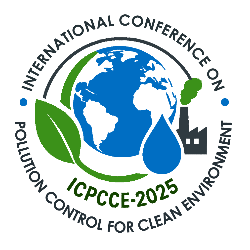 INTERNATIONAL CONFERENCE ON
POLLUTION CONTROL FOR CLEAN ENVIRONMENT
ICPCCE-2025